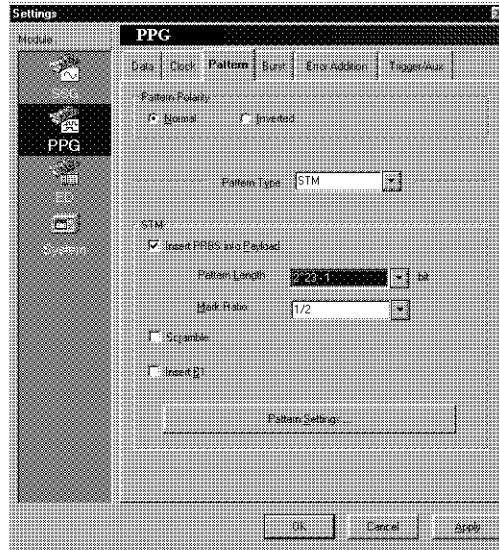 Settings
Module
PPG
Data Clock Pattern Burst Error Addition Trigger/Aux
SSG
Pattern Polarity
Normal Inverted
PPG
Pattern Type STM
ED
STM
System
Insert PRBS into Payload
Pattern Length 2^23-1 bit
Mark Ratio 1/2
Scramble
Insert B1
Pattern Settings ...
OK Cancel Apply